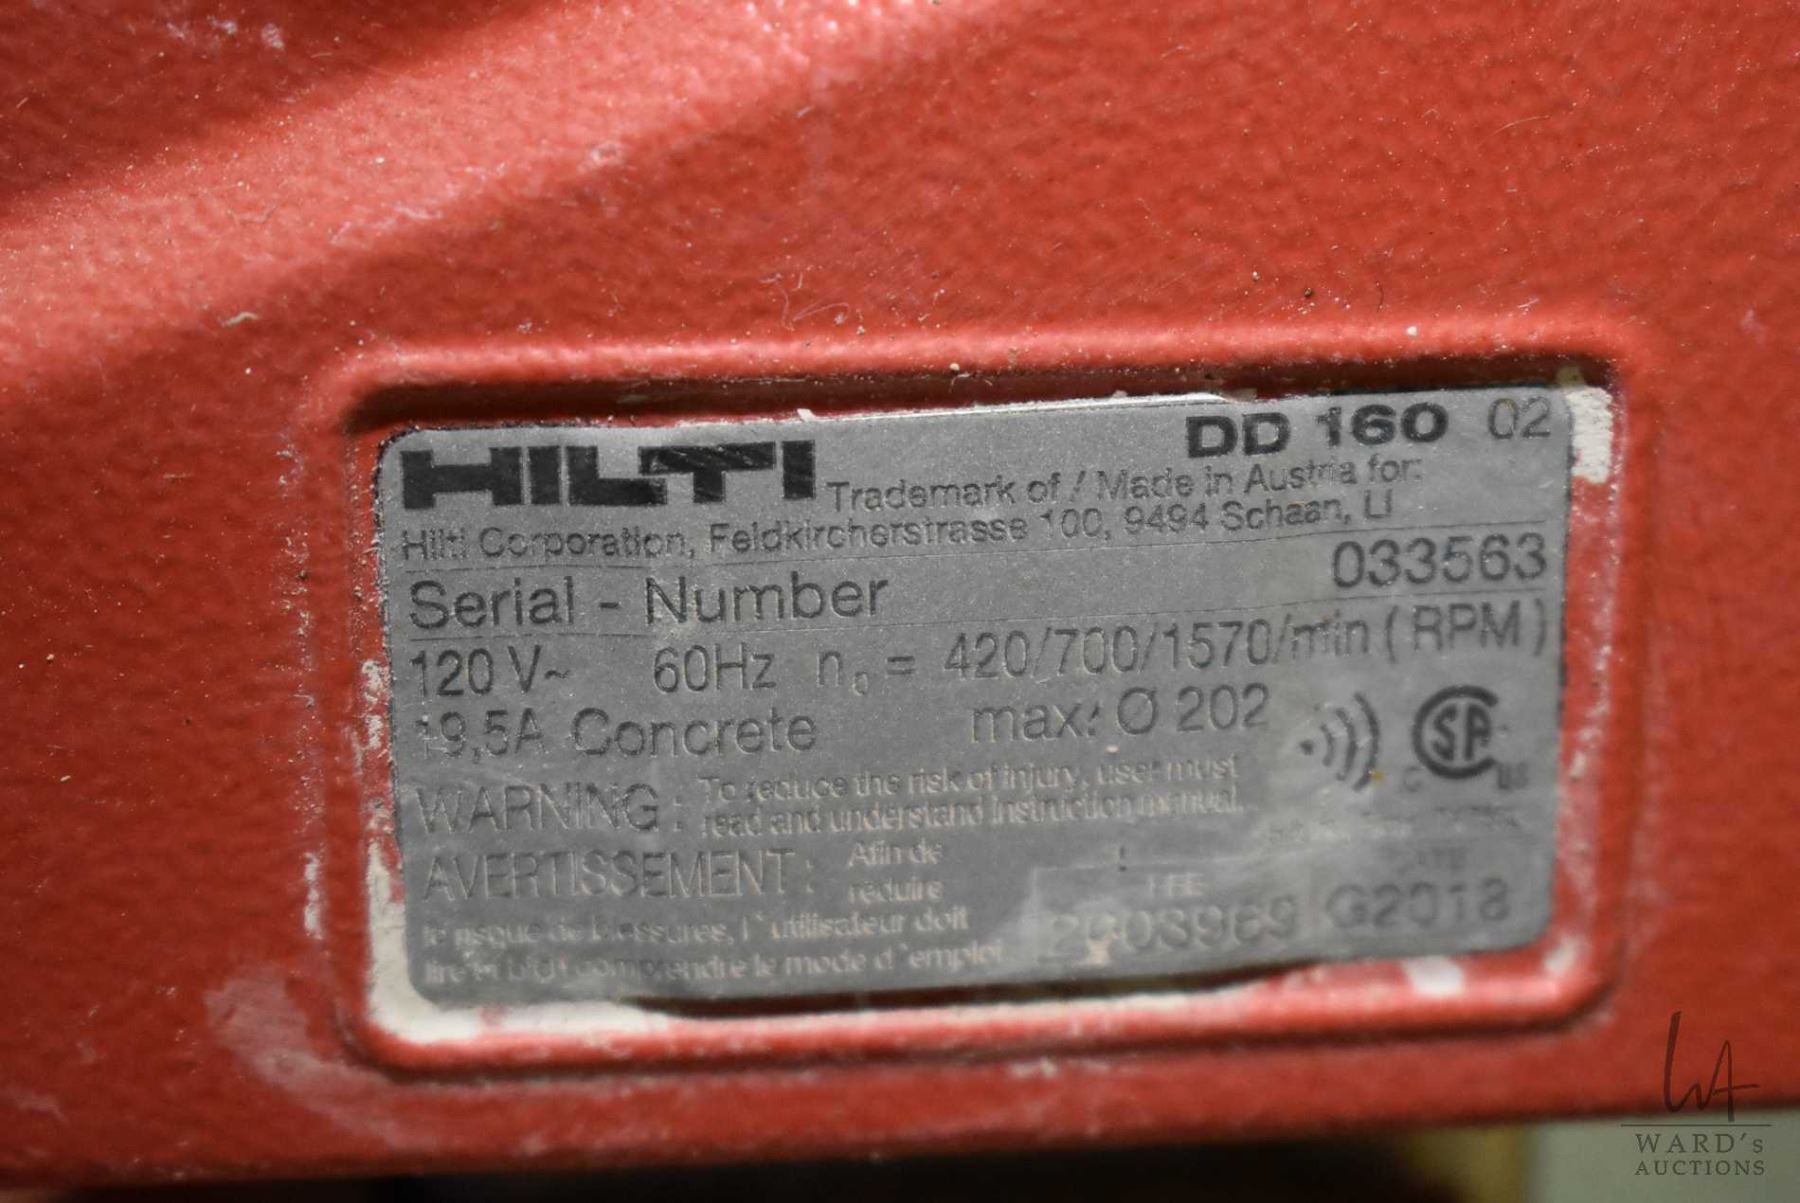 HILTI DD 160 02
Trademark of / Made in Austria for:
Hilti Corporation, Feldkircherstrasse 100, 9494 Schaan, LI
Serial - Number 033563
120 V~ 60Hz n₀ = 420/700/1570/min (RPM)
19,5A Concrete max: Ø 202
WARNING: To reduce the risk of injury, user must
read and understand instruction manual.
AVERTISSEMENT: Afin de
réduire
le risque de blessures, l'utilisateur doit
lire et bien comprendre le mode d'emploi
SA
C US
2003969 G2018
WARD's
AUCTIONS